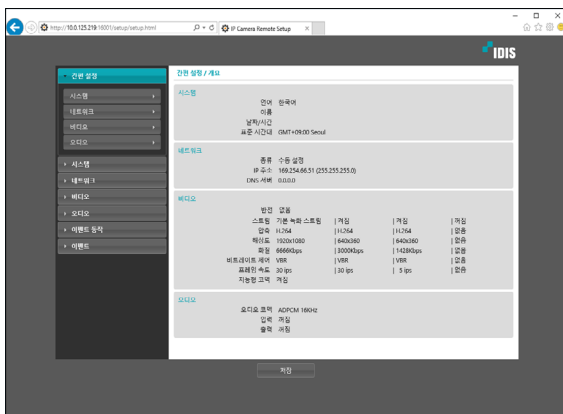 http://10.0.125.219:16001/setup/setup.html
IP Camera Remote Setup
IDIS
간편 설정
시스템
네트워크
비디오
오디오
시스템
네트워크
비디오
오디오
이벤트 동작
이벤트
간편 설정 / 개요
시스템
언어 한국어
이름
날짜/시간
표준 시간대 GMT+09:00 Seoul
네트워크
종류 수동 설정
IP 주소 169.254.66.51 (255.255.255.0)
DNS 서버 0.0.0.0
비디오
반전 없음
스트림 기본 녹화 스트림 | 켜짐 | 켜짐 | 꺼짐
압축 H.264 | H.264 | H.264 | 없음
해상도 1920x1080 | 640x360 | 640x360 | 없음
화질 6666Kbps | 3000Kbps | 1428Kbps | 없음
비트레이트 제어 VBR | VBR | VBR | 없음
프레임 속도 30 ips | 30 ips | 5 ips | 없음
지능형 코덱 꺼짐
오디오
오디오 코덱 ADPCM 16KHz
입력 꺼짐
출력 꺼짐
저장